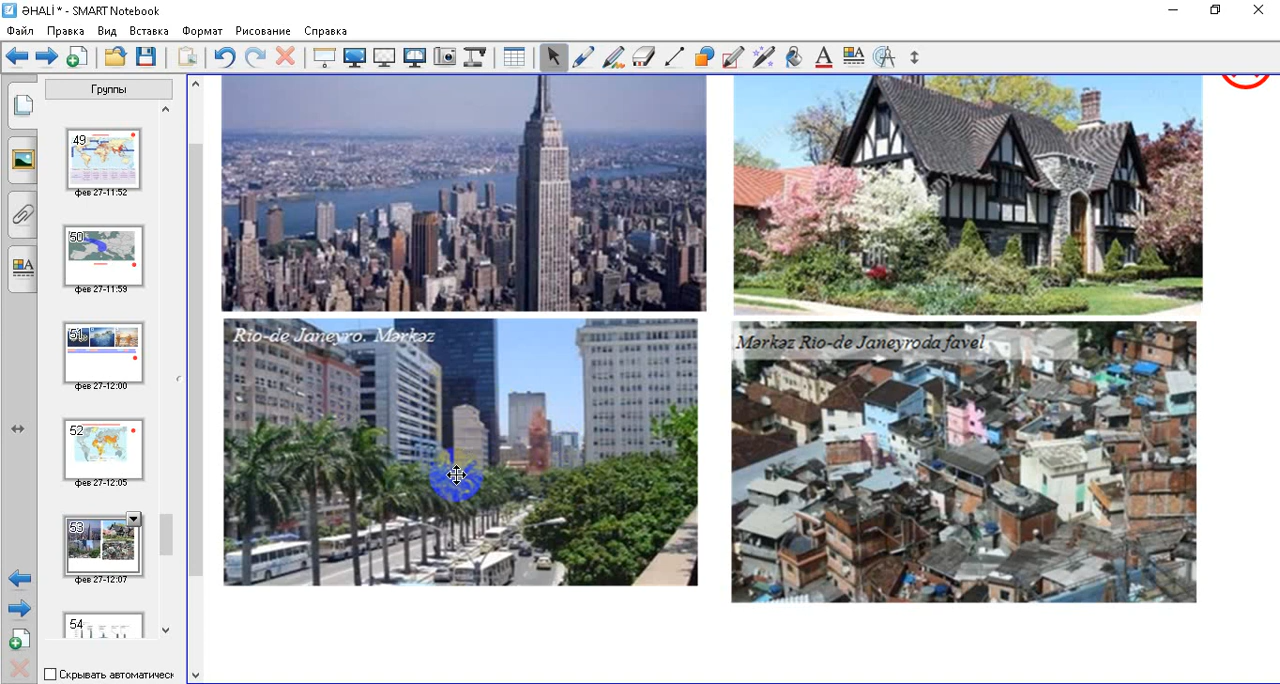 ƏHALİ * - SMART Notebook
Файл Правка Вид Вставка Формат Рисование Справка
Группы
49
фев 27-11:52
50
фев 27-11:59
51
фев 27-12:00
52
фев 27-12:05
53
фев 27-12:07
54
Скрывать автоматическ
Rio-de Janeyro. Mərkəz
Mərkəz Rio-de Janeyroda favel